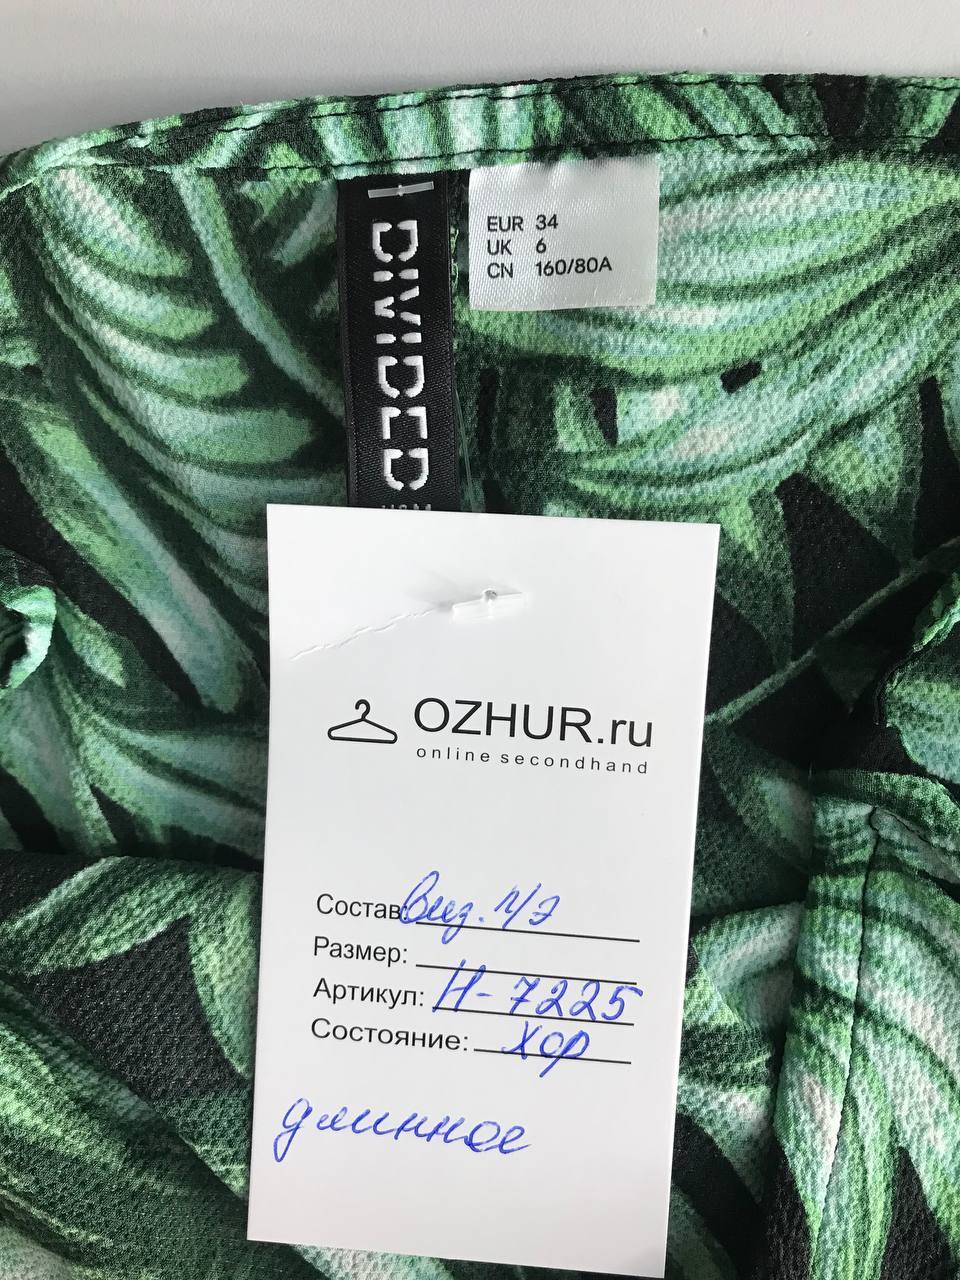 DIVIDED
EUR 34
UK 6
CN 160/80A
OZHUR.ru
online secondhand
Состав: виз. п/э
Размер:
Артикул: Н-7225
Состояние: хор
длинное